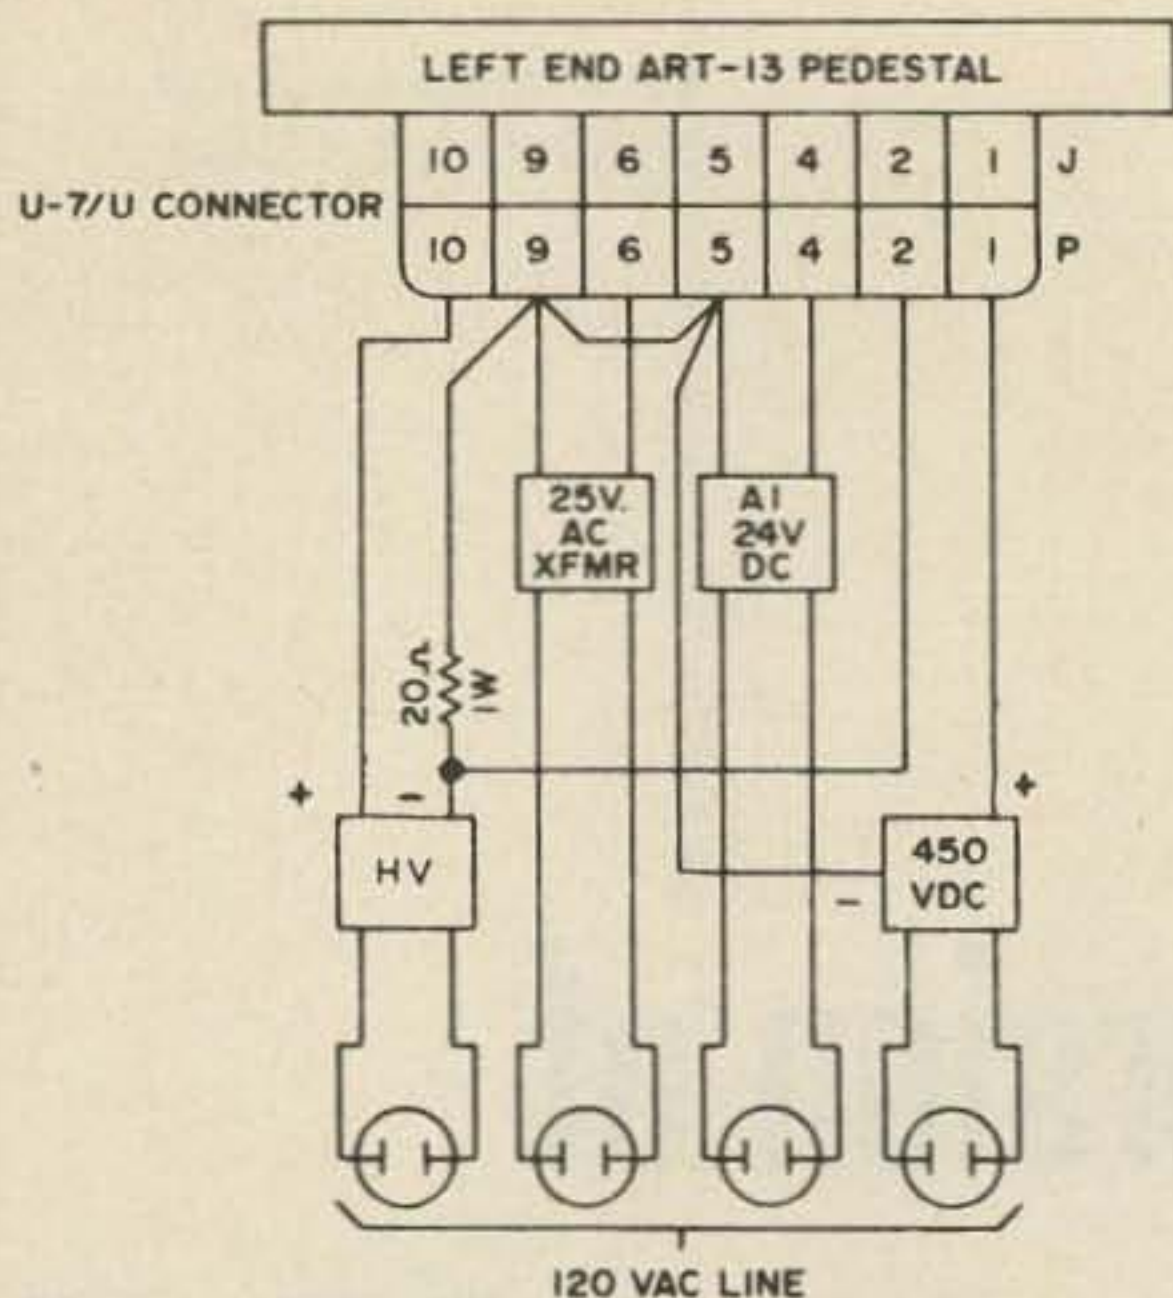 LEFT END ART-13 PEDESTAL
10 9 6 5 4 2 1 J
U-7/U CONNECTOR
10 9 6 5 4 2 1 P
25V.
AC
XFMR
A1
24V
DC
20Ω
1W
+
-
HV
+
-
450
VDC
120 VAC LINE